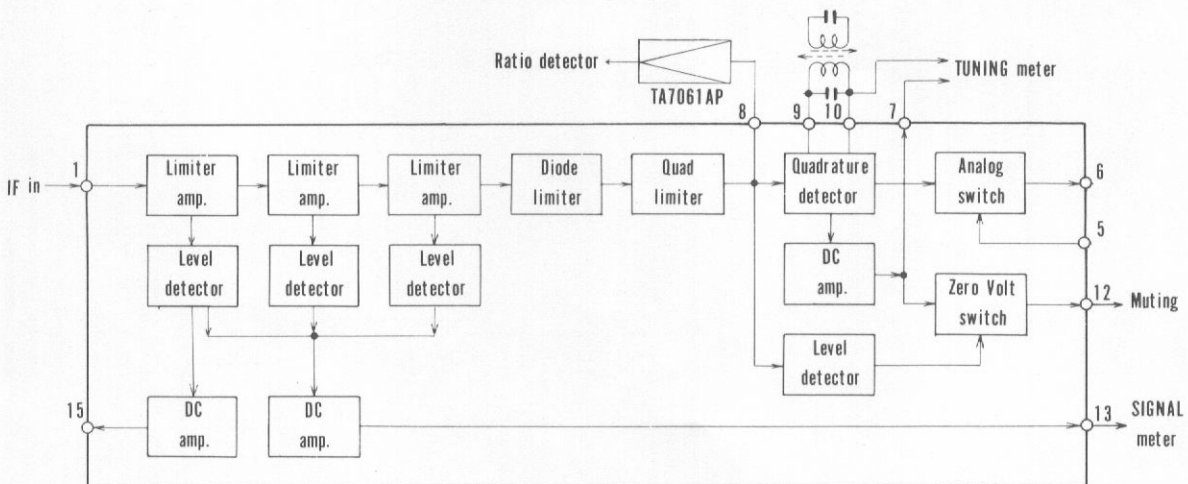 Ratio detector
TA7061AP
TUNING meter
8
9
10
7
1
IF in
Limiter
amp.
Limiter
amp.
Limiter
amp.
Diode
limiter
Quad
limiter
Quadrature
detector
Analog
switch
6
5
Level
detector
Level
detector
Level
detector
DC
amp.
Zero Volt
switch
12
Muting
Level
detector
15
DC
amp.
DC
amp.
13
SIGNAL
meter